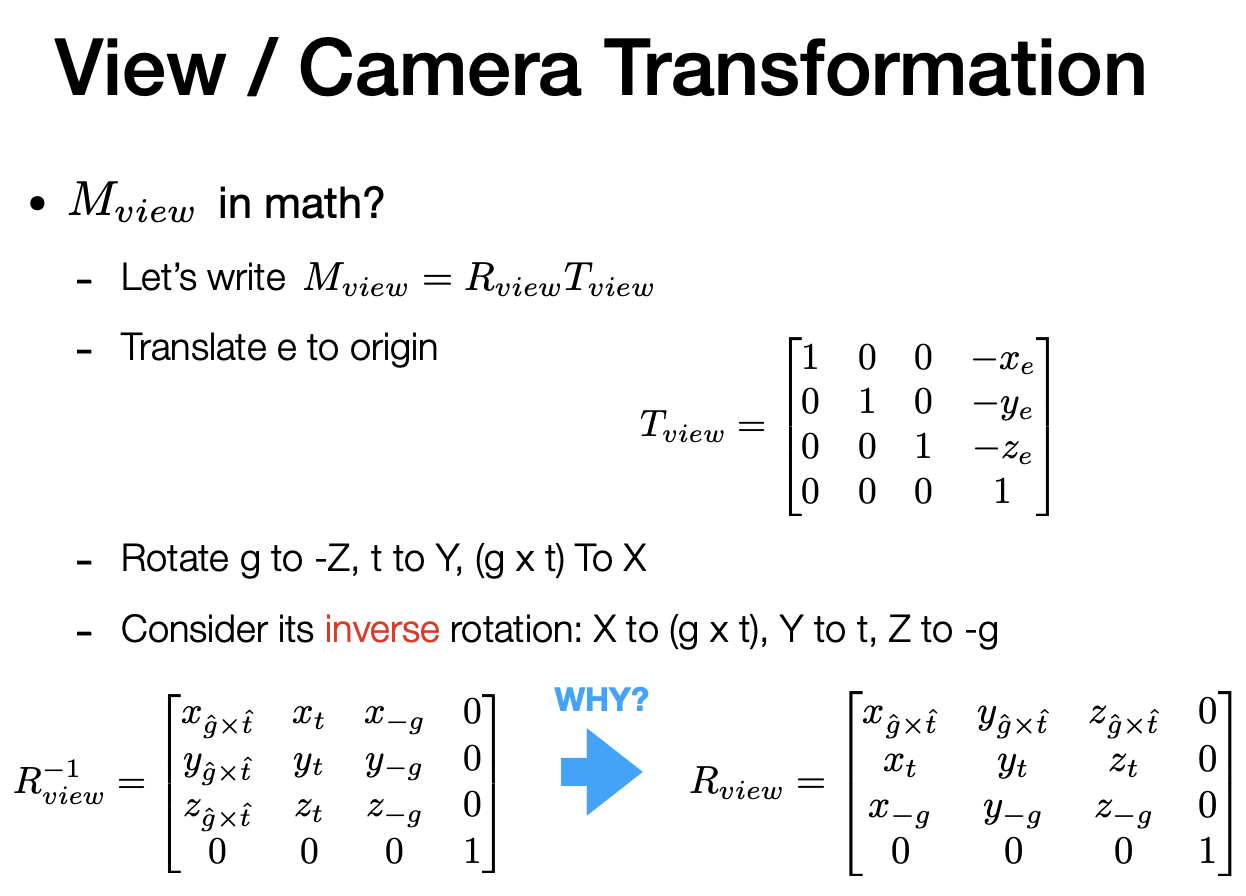 View / Camera Transformation
• M_{view} in math?
- Let’s write M_{view} = R_{view}T_{view}
- Translate e to origin
T_{view} = \begin{bmatrix} 1 & 0 & 0 & -x_e \\ 0 & 1 & 0 & -y_e \\ 0 & 0 & 1 & -z_e \\ 0 & 0 & 0 & 1 \end{bmatrix}
- Rotate g to -Z, t to Y, (g x t) To X
- Consider its inverse rotation: X to (g x t), Y to t, Z to -g
R_{view}^{-1} = \begin{bmatrix} x_{\hat{g}\times\hat{t}} & x_t & x_{-g} & 0 \\ y_{\hat{g}\times\hat{t}} & y_t & y_{-g} & 0 \\ z_{\hat{g}\times\hat{t}} & z_t & z_{-g} & 0 \\ 0 & 0 & 0 & 1 \end{bmatrix}
WHY?
R_{view} = \begin{bmatrix} x_{\hat{g}\times\hat{t}} & y_{\hat{g}\times\hat{t}} & z_{\hat{g}\times\hat{t}} & 0 \\ x_t & y_t & z_t & 0 \\ x_{-g} & y_{-g} & z_{-g} & 0 \\ 0 & 0 & 0 & 1 \end{bmatrix}